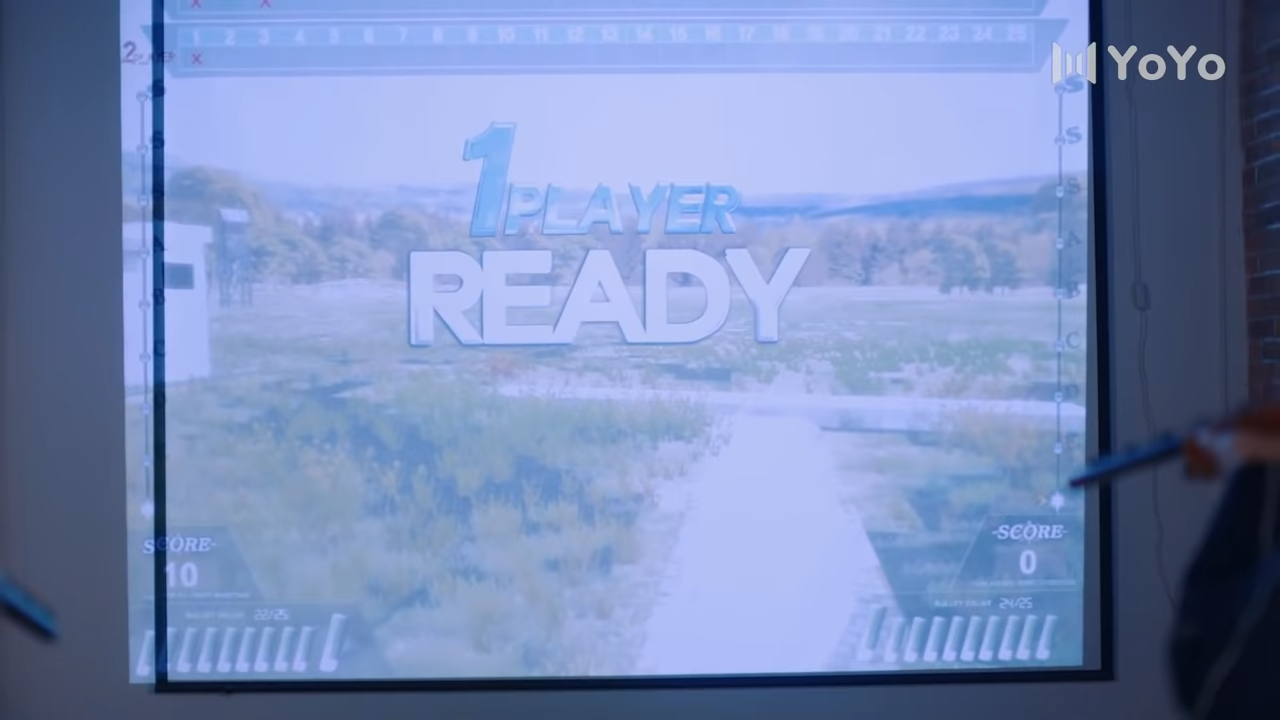 x x
1 2 3 4 5 6 7 8 9 10 11 12 13 14 15 16 17 18 19 20 21 22 23 24 25
2PLAYER x
YoYo
S S
S S
S
A A
B B
C C
1PLAYER
READY
-SCORE- -SCORE-
10 0
BULLET COUNT 22/25 BULLET COUNT 24/25